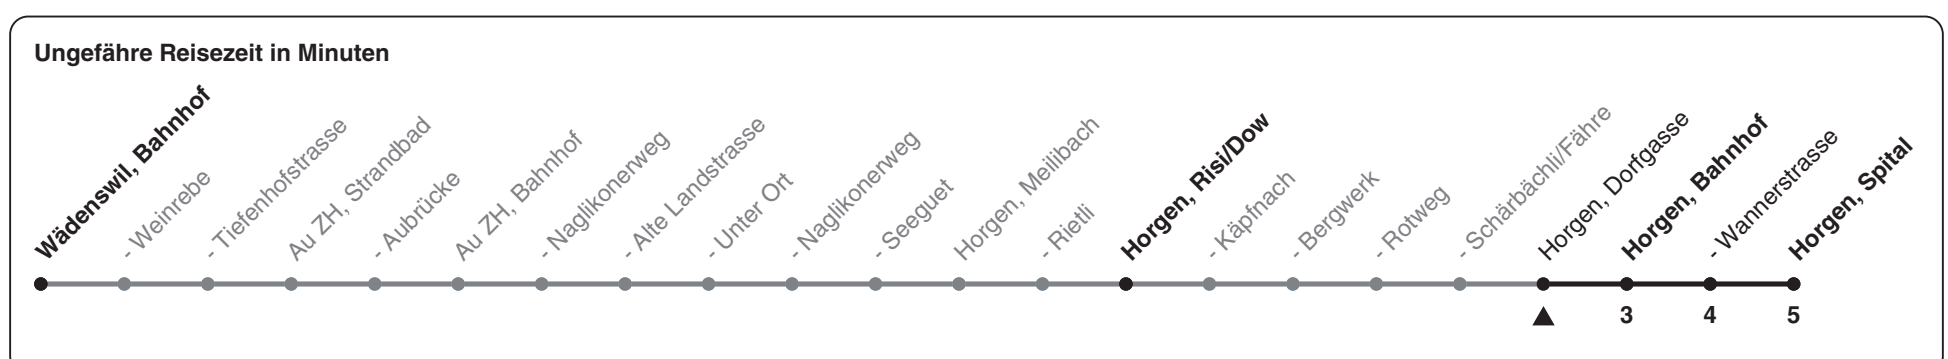 Ungefähre Reisezeit in Minuten
Wädenswil, Bahnhof
- Weinrebe
- Tiefenhofstrasse
Au ZH, Strandbad
- Aubrücke
Au ZH, Bahnhof
- Naglikonerweg
- Alte Landstrasse
- Unter Ort
- Naglikonerweg
- Seeguet
Horgen, Meilibach
- Rietli
Horgen, Risi/Dow
- Käpfnach
- Bergwerk
- Rotweg
- Schärbächli/Fähre
Horgen, Dorfgasse
Horgen, Bahnhof
- Wannerstrasse
Horgen, Spital
3 4 5